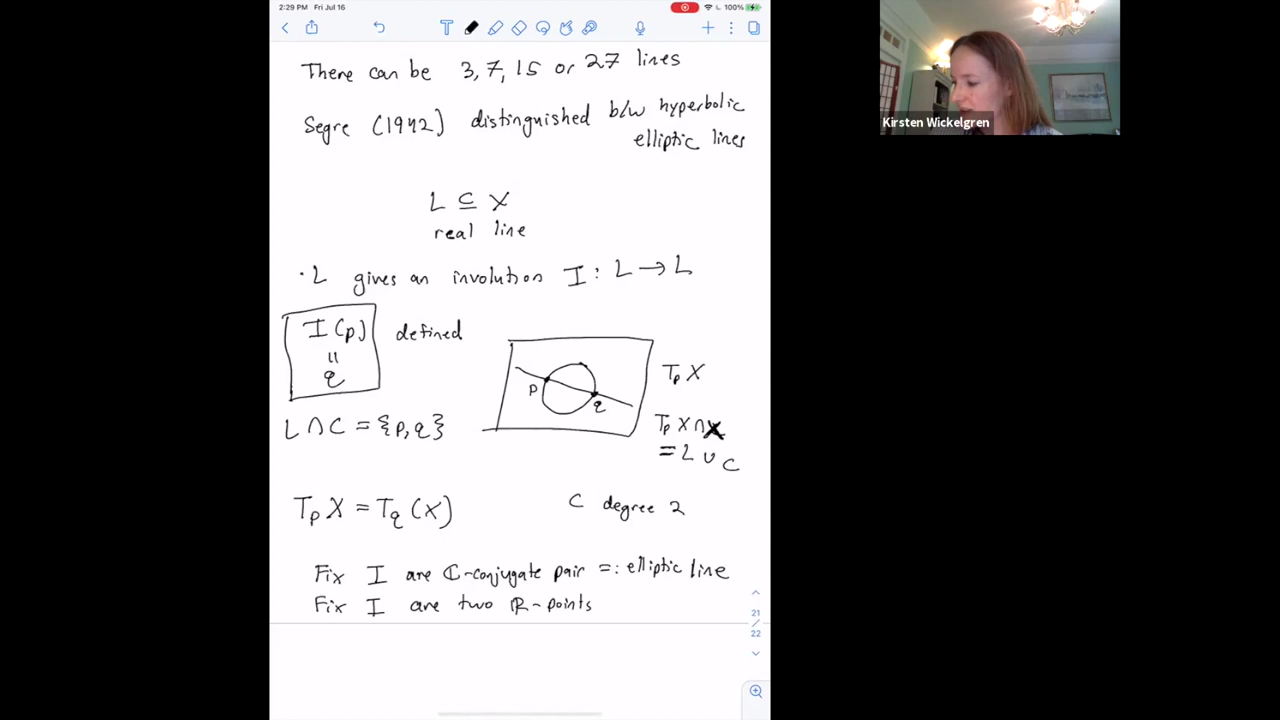 2:29 PM Fri Jul 16
100%
There can be 3, 7, 15 or 27 lines
Segre (1942) distinguished b/w hyperbolic
elliptic lines
L ⊆ X
real line
· L gives an involution I : L → L
I(p) defined
=
q
T_p X
p
q
L ∩ C = {p, q}
T_p X ∩ X
= L ∪ C
T_p X = T_q (X)
C degree 2
Fix I are ℂ-conjugate pair =: elliptic line
Fix I are two ℝ-points
21
/
22
Kirsten Wickelgren